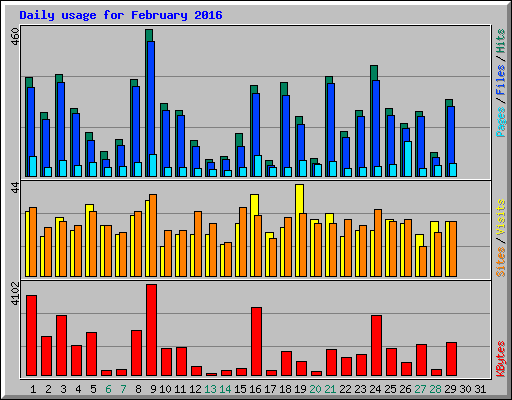 Daily usage for February 2016
460
Pages / Files / Hits
44
Sites / Visits
4102
KBytes
1 2 3 4 5 6 7 8 9 10 11 12 13 14 15 16 17 18 19 20 21 22 23 24 25 26 27 28 29 30 31